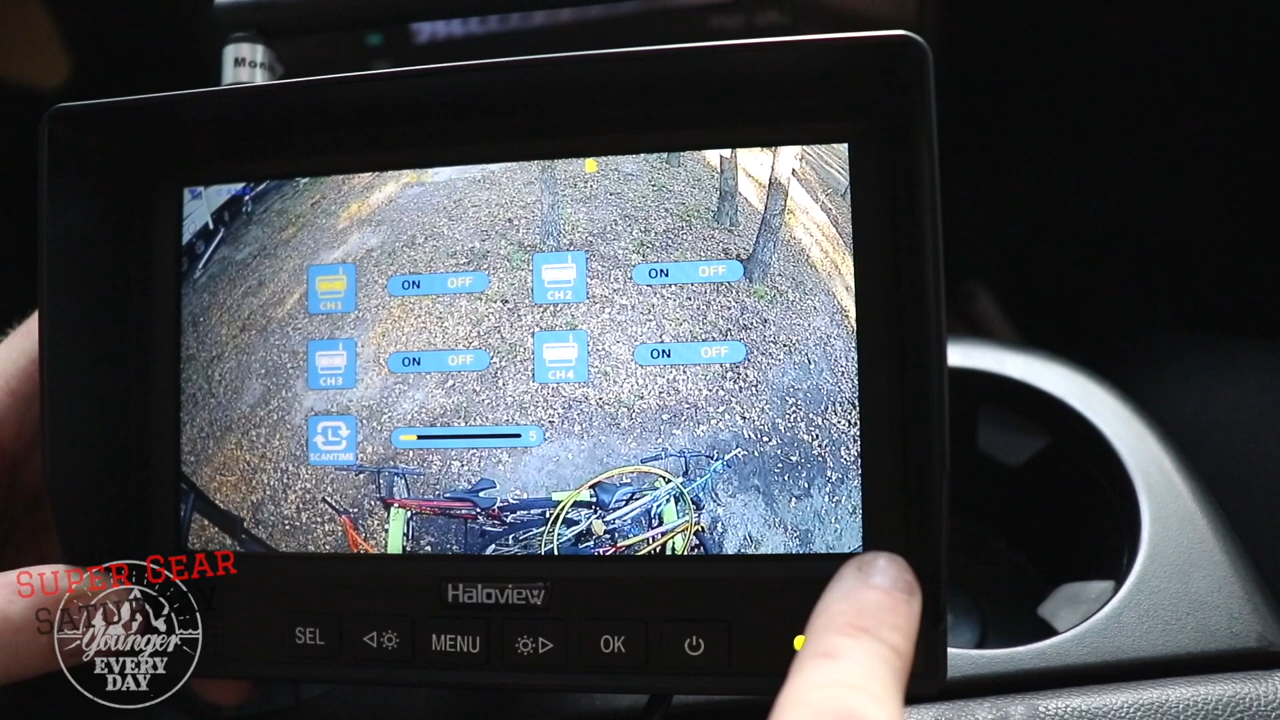 Mon
ON OFF
CH1
ON OFF
CH2
ON OFF
CH3
ON OFF
CH4
5
SCANTIME
Haloview
SEL
MENU
OK
SUPER GEAR
Younger
EVERY
DAY